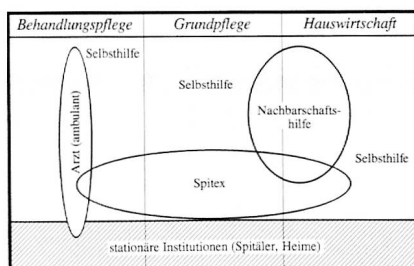 Behandlungspflege Grundpflege Hauswirtschaft
Selbsthilfe
Selbsthilfe
Arzt (ambulant)
Nachbarschafts-
hilfe
Selbsthilfe
Spitex
stationäre Institutionen (Spitäler, Heime)